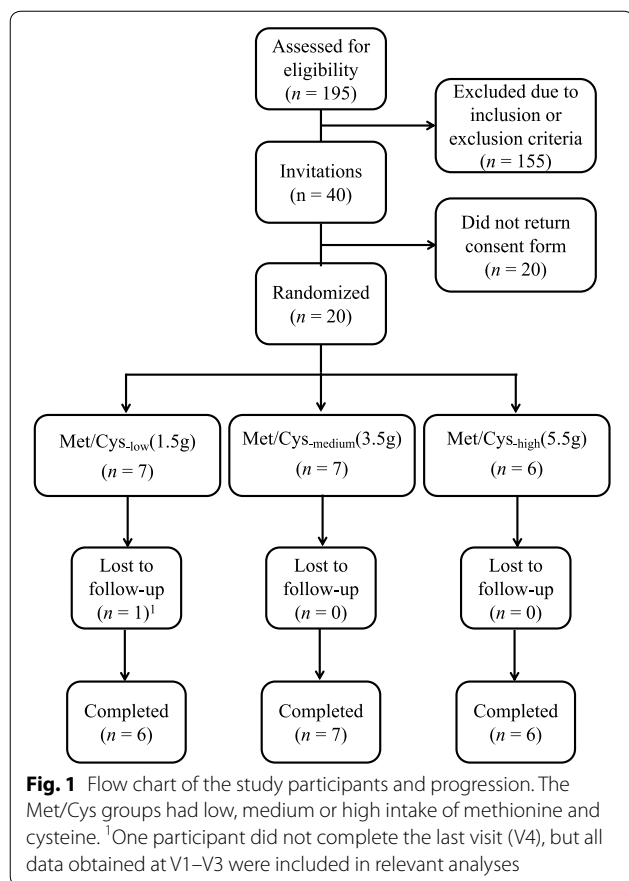 Assessed for
eligibility
(n = 195)
Excluded due to
inclusion or
exclusion criteria
(n = 155)
Invitations
(n = 40)
Did not return
consent form
(n = 20)
Randomized
(n = 20)
Met/Cys-low(1.5g)
(n = 7)
Met/Cys-medium(3.5g)
(n = 7)
Met/Cys-high(5.5g)
(n = 6)
Lost to
follow-up
(n = 1)¹
Lost to
follow-up
(n = 0)
Lost to
follow-up
(n = 0)
Completed
(n = 6)
Completed
(n = 7)
Completed
(n = 6)
Fig. 1 Flow chart of the study participants and progression. The
Met/Cys groups had low, medium or high intake of methionine and
cysteine. ¹One participant did not complete the last visit (V4), but all
data obtained at V1–V3 were included in relevant analyses